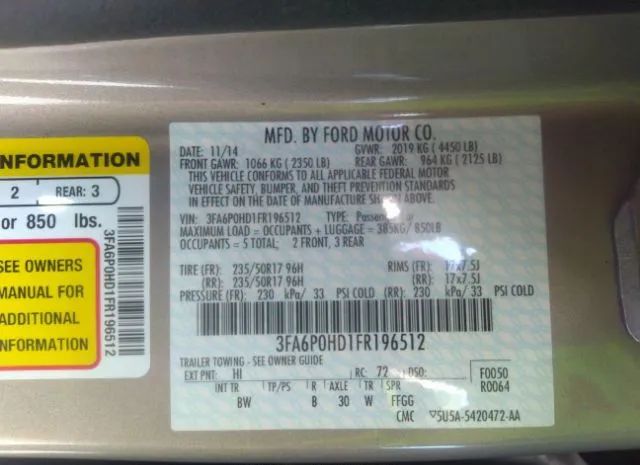 NFORMATION
2 REAR: 3
or 850 lbs.
SEE OWNERS
MANUAL FOR
ADDITIONAL
INFORMATION
3FA6P0HD1FR196512
MFD. BY FORD MOTOR CO.
DATE: 11/14 GVWR: 2019 KG ( 4450 LB)
FRONT GAWR: 1066 KG ( 2350 LB) REAR GAWR: 964 KG ( 2125 LB)
THIS VEHICLE CONFORMS TO ALL APPLICABLE FEDERAL MOTOR
VEHICLE SAFETY, BUMPER, AND THEFT PREVENTION STANDARDS
IN EFFECT ON THE DATE OF MANUFACTURE SHOWN ABOVE.
VIN: 3FA6P0HD1FR196512 TYPE:
MAXIMUM LOAD = OCCUPANTS + LUGGAGE = 385KG/ 850LB
OCCUPANTS = 5 TOTAL; 2 FRONT, 3 REAR
TIRE (FR): 235/50R17 96H RIMS (FR): 17x7.5J
(RR): 235/50R17 96H (RR): 17x7.5J
PRESSURE (FR): 230 kPa/ 33 PSI COLD (RR): 230 kPa/ 33 PSI COLD
3FA6P0HD1FR196512
TRAILER TOWING - SEE OWNER GUIDE
EXT PNT: HI RC: 72 DSO: F0050
INT TR TP/PS R AXLE TR SPR R0064
BW B 30 W FFGG
CMC ▽5U5A-5420472-AA